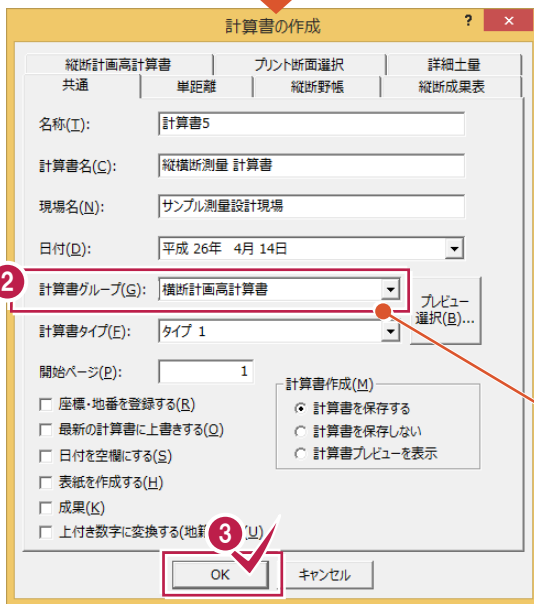 計算書の作成
? ×
縦断計画高計算書 プリント断面選択 詳細土量
共通 単距離 縦断野帳 縦断成果表
名称(T): 計算書5
計算書名(C): 縦横断測量 計算書
現場名(N): サンプル測量設計現場
日付(D): 平成 26年 4月 14日
2
計算書グループ(G): 横断計画高計算書
プレビュー
選択(B)...
計算書タイプ(F): タイプ 1
開始ページ(P): 1
計算書作成(M)
座標・地番を登録する(R)
計算書を保存する
最新の計算書に上書きする(O)
計算書を保存しない
日付を空欄にする(S)
計算書プレビューを表示
表紙を作成する(H)
成果(K)
上付き数字に変換する(地籍 (U)
3
OK キャンセル